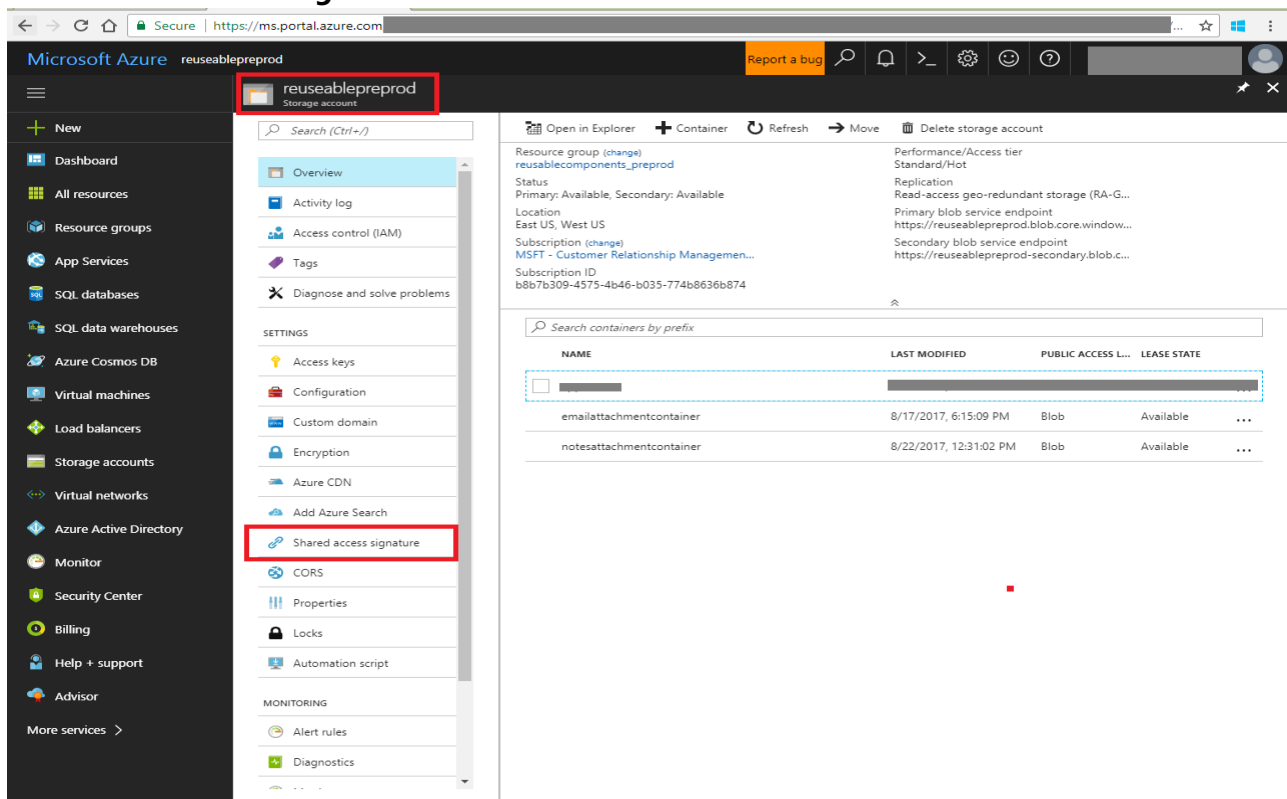 Secure | https://ms.portal.azure.com ...
Microsoft Azure reuseablepreprod Report a bug >_
reuseablepreprod
Storage account
New
Dashboard
All resources
Resource groups
App Services
SQL databases
SQL data warehouses
Azure Cosmos DB
Virtual machines
Load balancers
Storage accounts
Virtual networks
Azure Active Directory
Monitor
Security Center
Billing
Help + support
Advisor
More services >
Search (Ctrl+/)
Overview
Activity log
Access control (IAM)
Tags
Diagnose and solve problems
SETTINGS
Access keys
Configuration
Custom domain
Encryption
Azure CDN
Add Azure Search
Shared access signature
CORS
Properties
Locks
Automation script
MONITORING
Alert rules
Diagnostics
Open in Explorer Container Refresh Move Delete storage account
Resource group (change)
reusablecomponents_preprod
Status
Primary: Available, Secondary: Available
Location
East US, West US
Subscription (change)
MSFT - Customer Relationship Managemen...
Subscription ID
b8b7b309-4575-4b46-b035-774b8636b874
Performance/Access tier
Standard/Hot
Replication
Read-access geo-redundant storage (RA-G...
Primary blob service endpoint
https://reuseablepreprod.blob.core.window...
Secondary blob service endpoint
https://reuseablepreprod-secondary.blob.c...
Search containers by prefix
NAME LAST MODIFIED PUBLIC ACCESS L... LEASE STATE
emailattachmentcontainer 8/17/2017, 6:15:09 PM Blob Available ...
notesattachmentcontainer 8/22/2017, 12:31:02 PM Blob Available ...